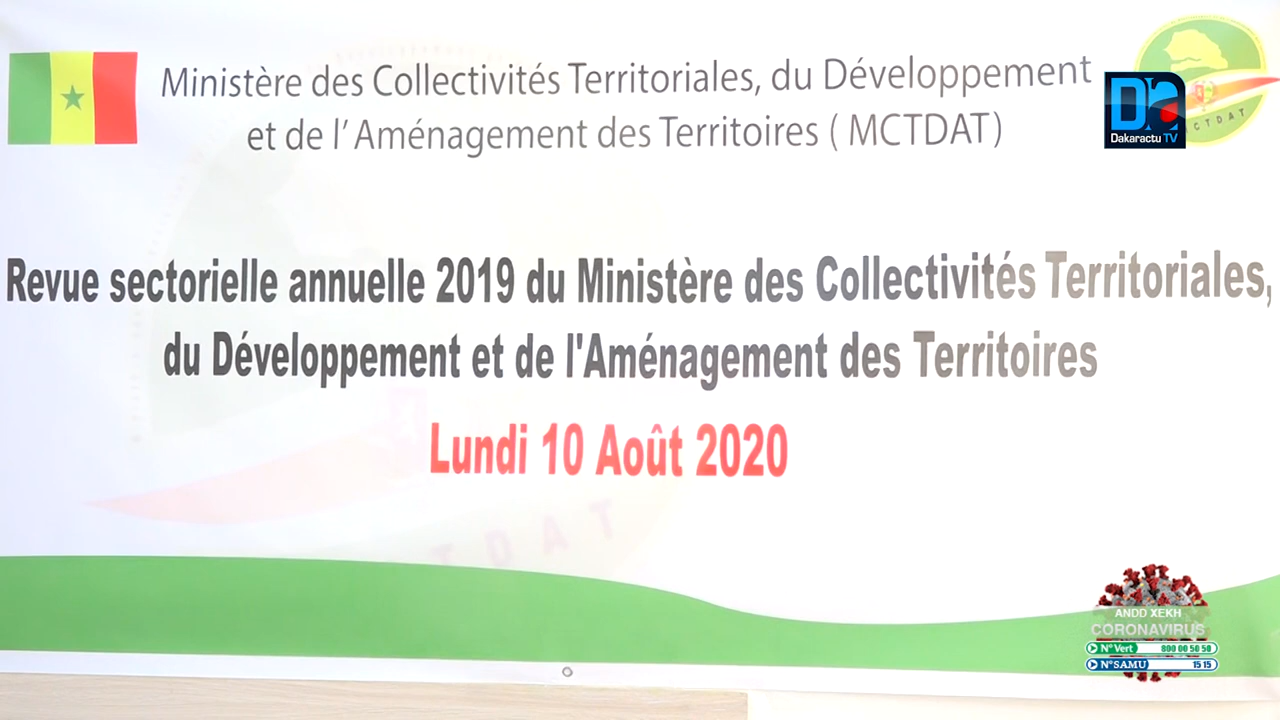 Ministère des Collectivités Territoriales, du Développement
et de l' Aménagement des Territoires ( MCTDAT)
Dakaractu TV
CTDAT
Revue sectorielle annuelle 2019 du Ministère des Collectivités Territoriales,
du Développement et de l'Aménagement des Territoires
Lundi 10 Août 2020
TDAT
ANDD XEKH
CORONAVIRUS
N° Vert 800 00 50 50
N° SAMU 15 15